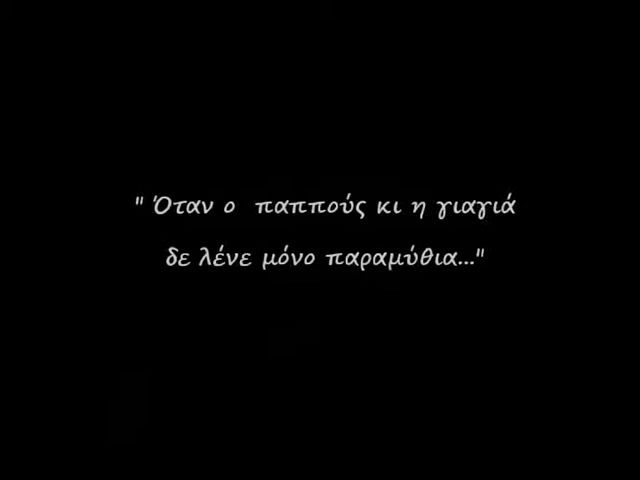 " Όταν ο παππούς κι η γιαγιά
δε λένε μόνο παραμύθια..."